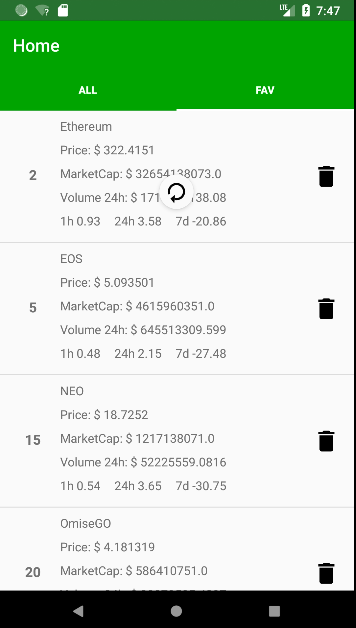 LTE 7:47
Home
ALL FAV
Ethereum
Price: $ 322.4151
2
MarketCap: $ 32654138073.0
Volume 24h: $ 171 38.08
1h 0.93 24h 3.58 7d -20.86
EOS
Price: $ 5.093501
5
MarketCap: $ 4615960351.0
Volume 24h: $ 645513309.599
1h 0.48 24h 2.15 7d -27.48
NEO
Price: $ 18.7252
15
MarketCap: $ 1217138071.0
Volume 24h: $ 52225559.0816
1h 0.54 24h 3.65 7d -30.75
OmiseGO
Price: $ 4.181319
20
MarketCap: $ 586410751.0